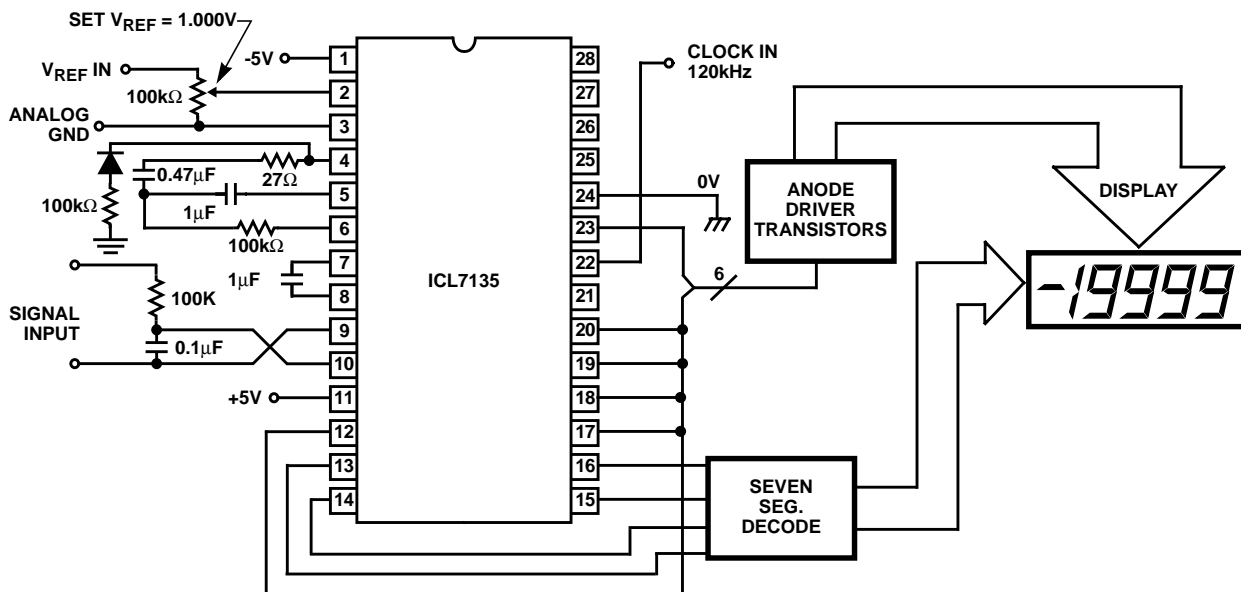 SET VREF = 1.000V
-5V
VREF IN
100kΩ
ANALOG
GND
0.47μF
27Ω
100kΩ
1μF
100kΩ
1μF
SIGNAL
INPUT
100K
0.1μF
+5V
1
2
3
4
5
6
7
8
9
10
11
12
13
14
ICL7135
28
27
26
25
24
23
22
21
20
19
18
17
16
15
CLOCK IN
120kHz
0V
6
ANODE
DRIVER
TRANSISTORS
DISPLAY
-19999
SEVEN
SEG.
DECODE